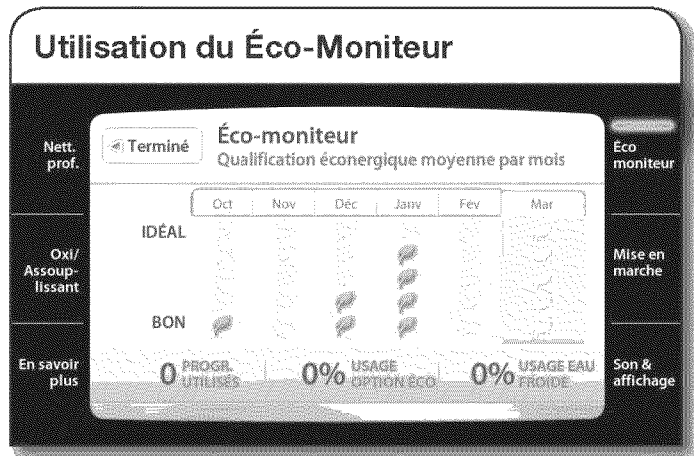 Utilisation du Éco-Moniteur
Nett.
prof.
Oxi/
Assoup-
lissant
En savoir
plus
Terminé
Éco-moniteur
Qualification éconergique moyenne par mois
Oct Nov Déc Janv Fév Mar
IDÉAL
BON
0 PROGR. UTILISÉS
0% USAGE OPTION ÉCO
0% USAGE EAU FROIDE
Éco
moniteur
Mise en
marche
Son &
affichage